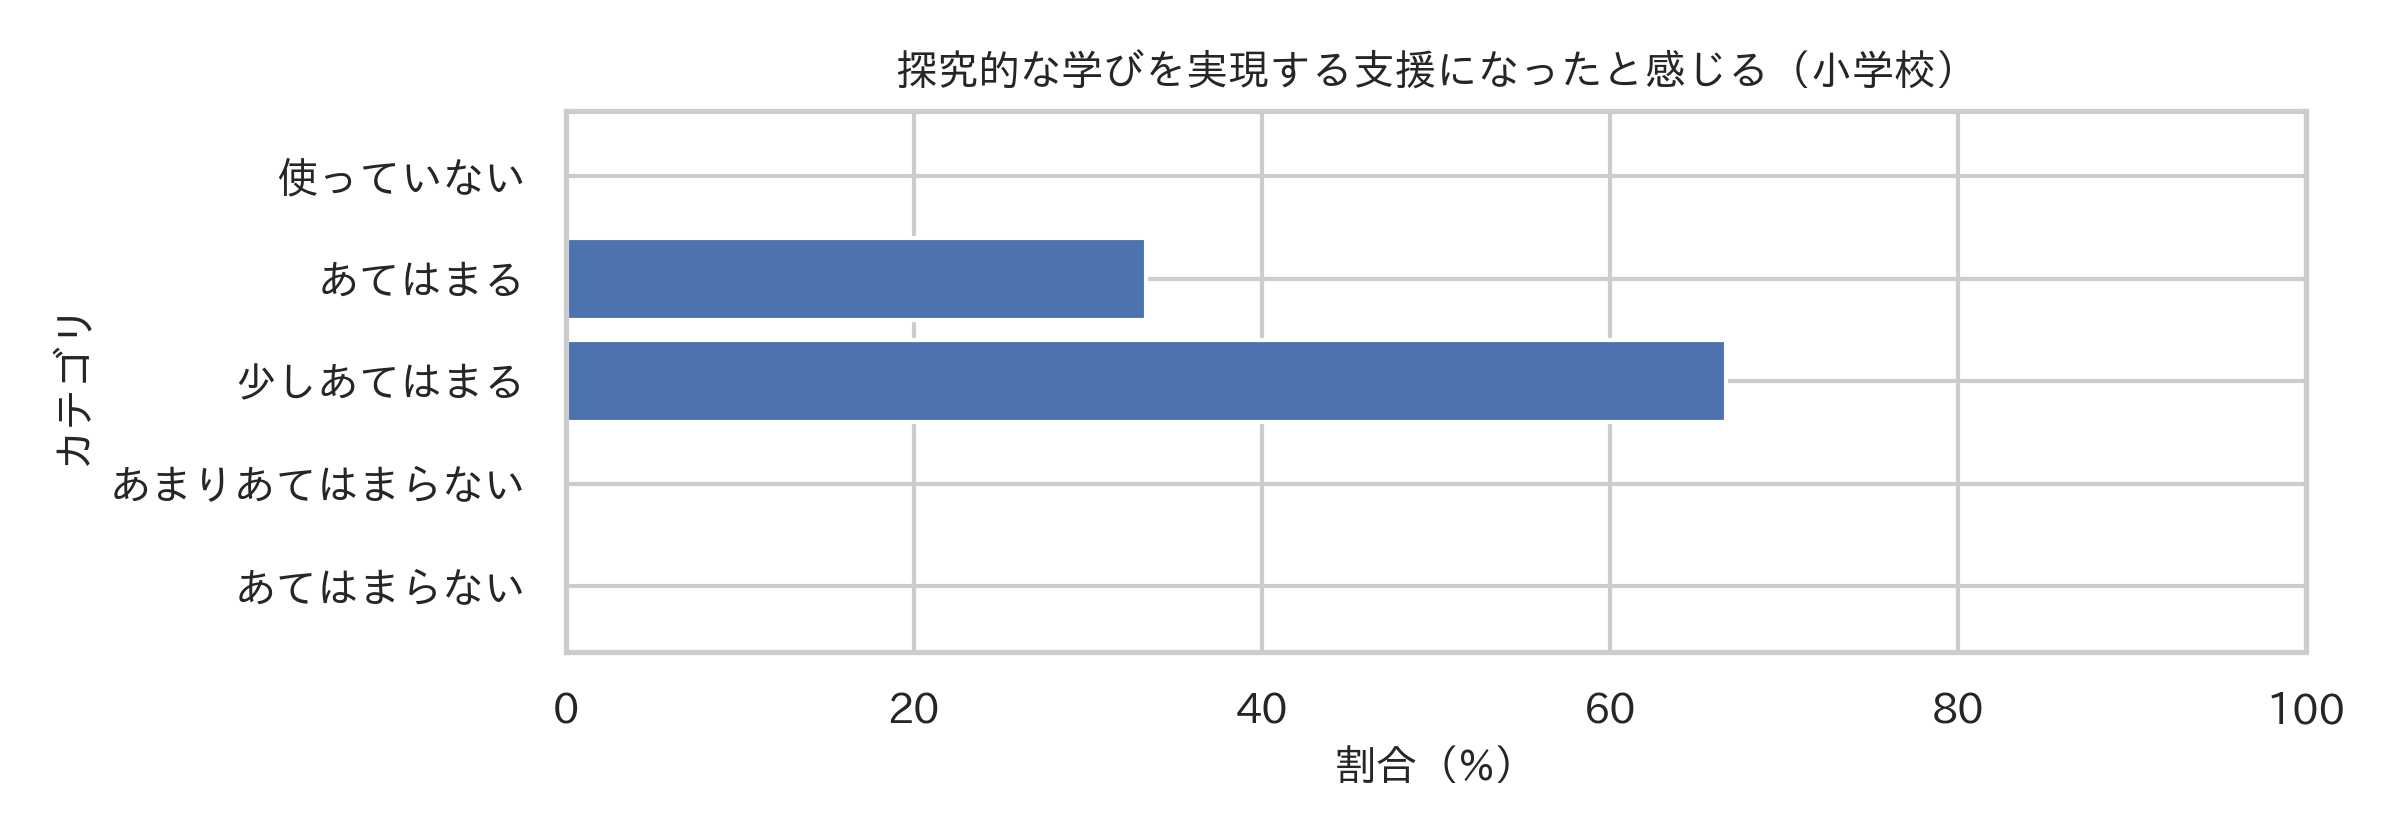 探究的な学びを実現する支援になったと感じる（小学校）
使っていない
あてはまる
少しあてはまる
あまりあてはまらない
あてはまらない
カテゴリ
0 20 40 60 80 100
割合（%）